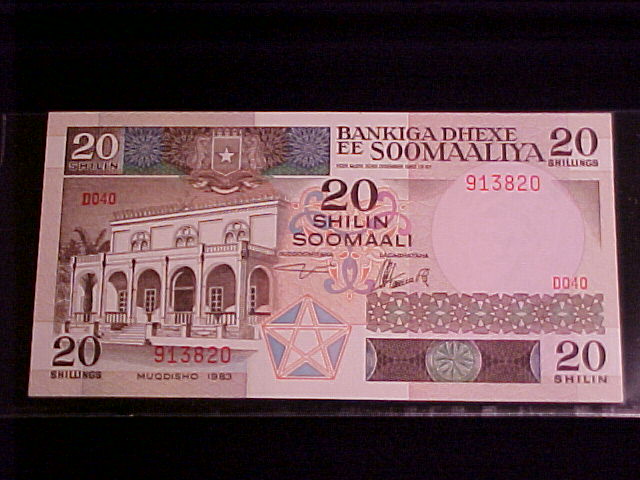 20
SHILIN
BANKIGA DHEXE
EE SOOMAALIYA
20
SHILLINGS
D040
20
SHILIN
SOOMAALI
913820
D040
20
SHILLINGS
913820
MUQDISHO 1983
20
SHILIN